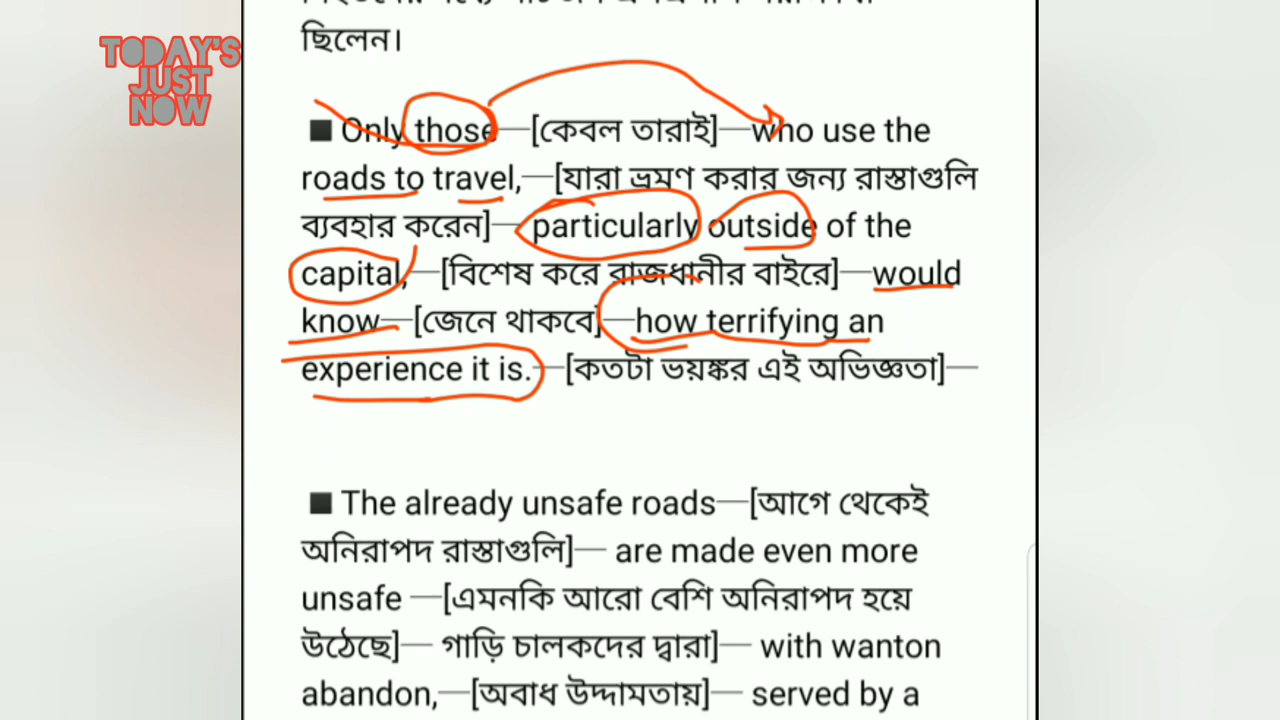 TODAY'S
JUST
NOW
ছিলেন।
■ Only those—[কেবল তারাই]—who use the
roads to travel,—[যারা ভ্রমণ করার জন্য রাস্তাগুলি
ব্যবহার করেন]— particularly outside of the
capital,—[বিশেষ করে রাজধানীর বাইরে]—would
know—[জেনে থাকবে]—how terrifying an
experience it is.—[কতটা ভয়ঙ্কর এই অভিজ্ঞতা]—
■ The already unsafe roads—[আগে থেকেই
অনিরাপদ রাস্তাগুলি]— are made even more
unsafe —[এমনকি আরো বেশি অনিরাপদ হয়ে
উঠেছে]— গাড়ি চালকদের দ্বারা]— with wanton
abandon,—[অবাধ উদ্দামতায়]— served by a